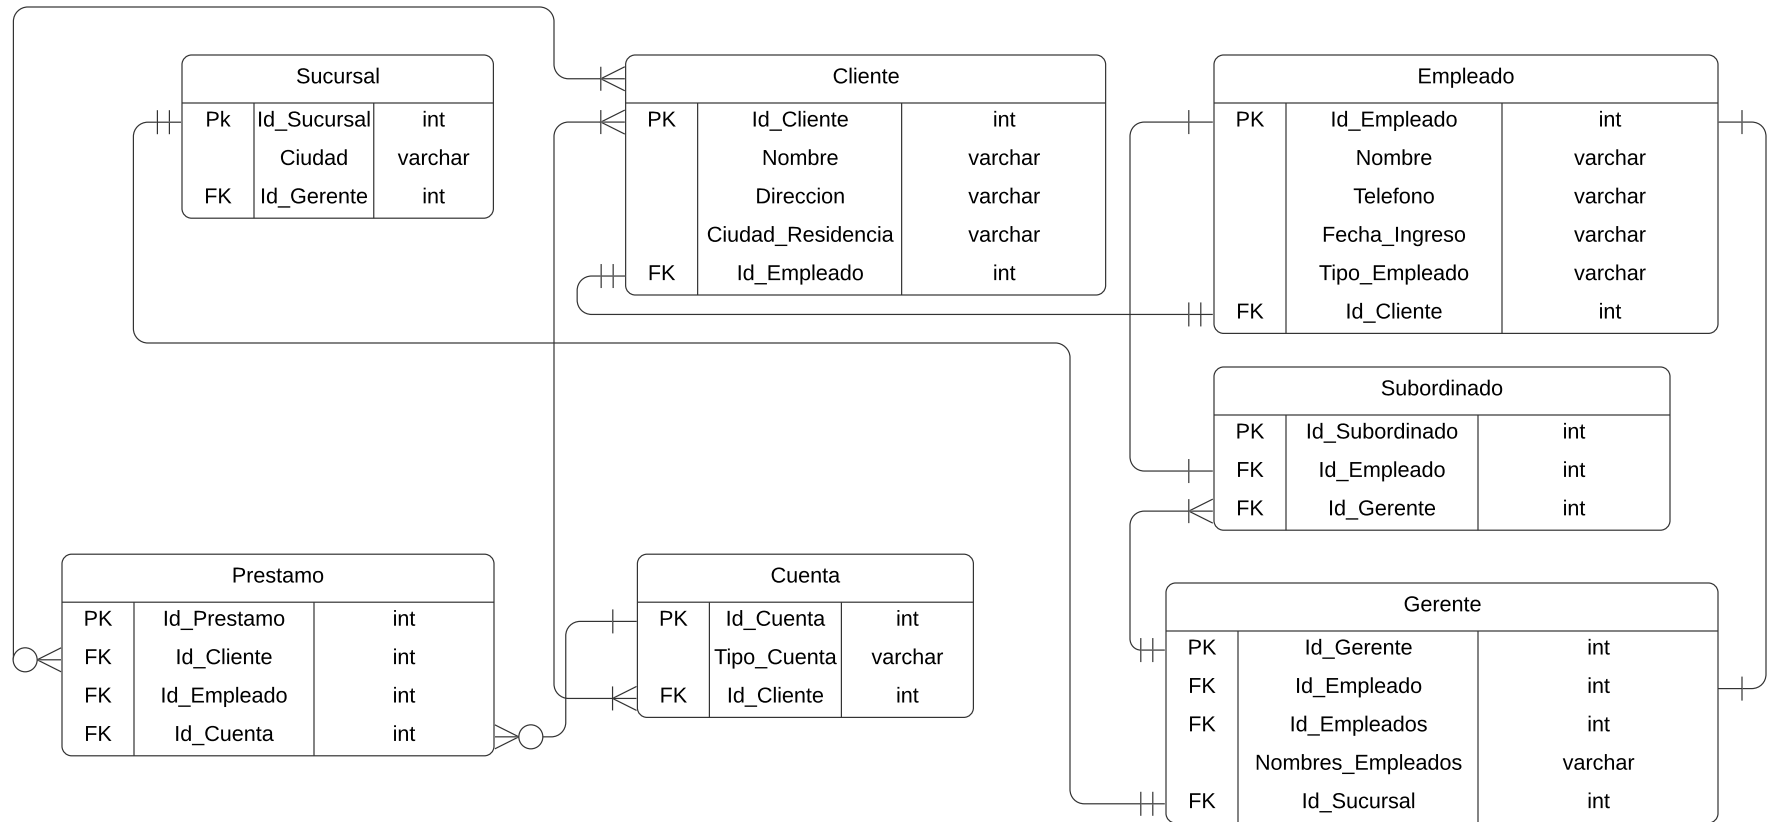 Sucursal
Pk Id_Sucursal int
Ciudad varchar
FK Id_Gerente int
Cliente
PK Id_Cliente int
Nombre varchar
Direccion varchar
Ciudad_Residencia varchar
FK Id_Empleado int
Empleado
PK Id_Empleado int
Nombre varchar
Telefono varchar
Fecha_Ingreso varchar
Tipo_Empleado varchar
FK Id_Cliente int
Subordinado
PK Id_Subordinado int
FK Id_Empleado int
FK Id_Gerente int
Prestamo
PK Id_Prestamo int
FK Id_Cliente int
FK Id_Empleado int
FK Id_Cuenta int
Cuenta
PK Id_Cuenta int
Tipo_Cuenta varchar
FK Id_Cliente int
Gerente
PK Id_Gerente int
FK Id_Empleado int
FK Id_Empleados int
Nombres_Empleados varchar
FK Id_Sucursal int